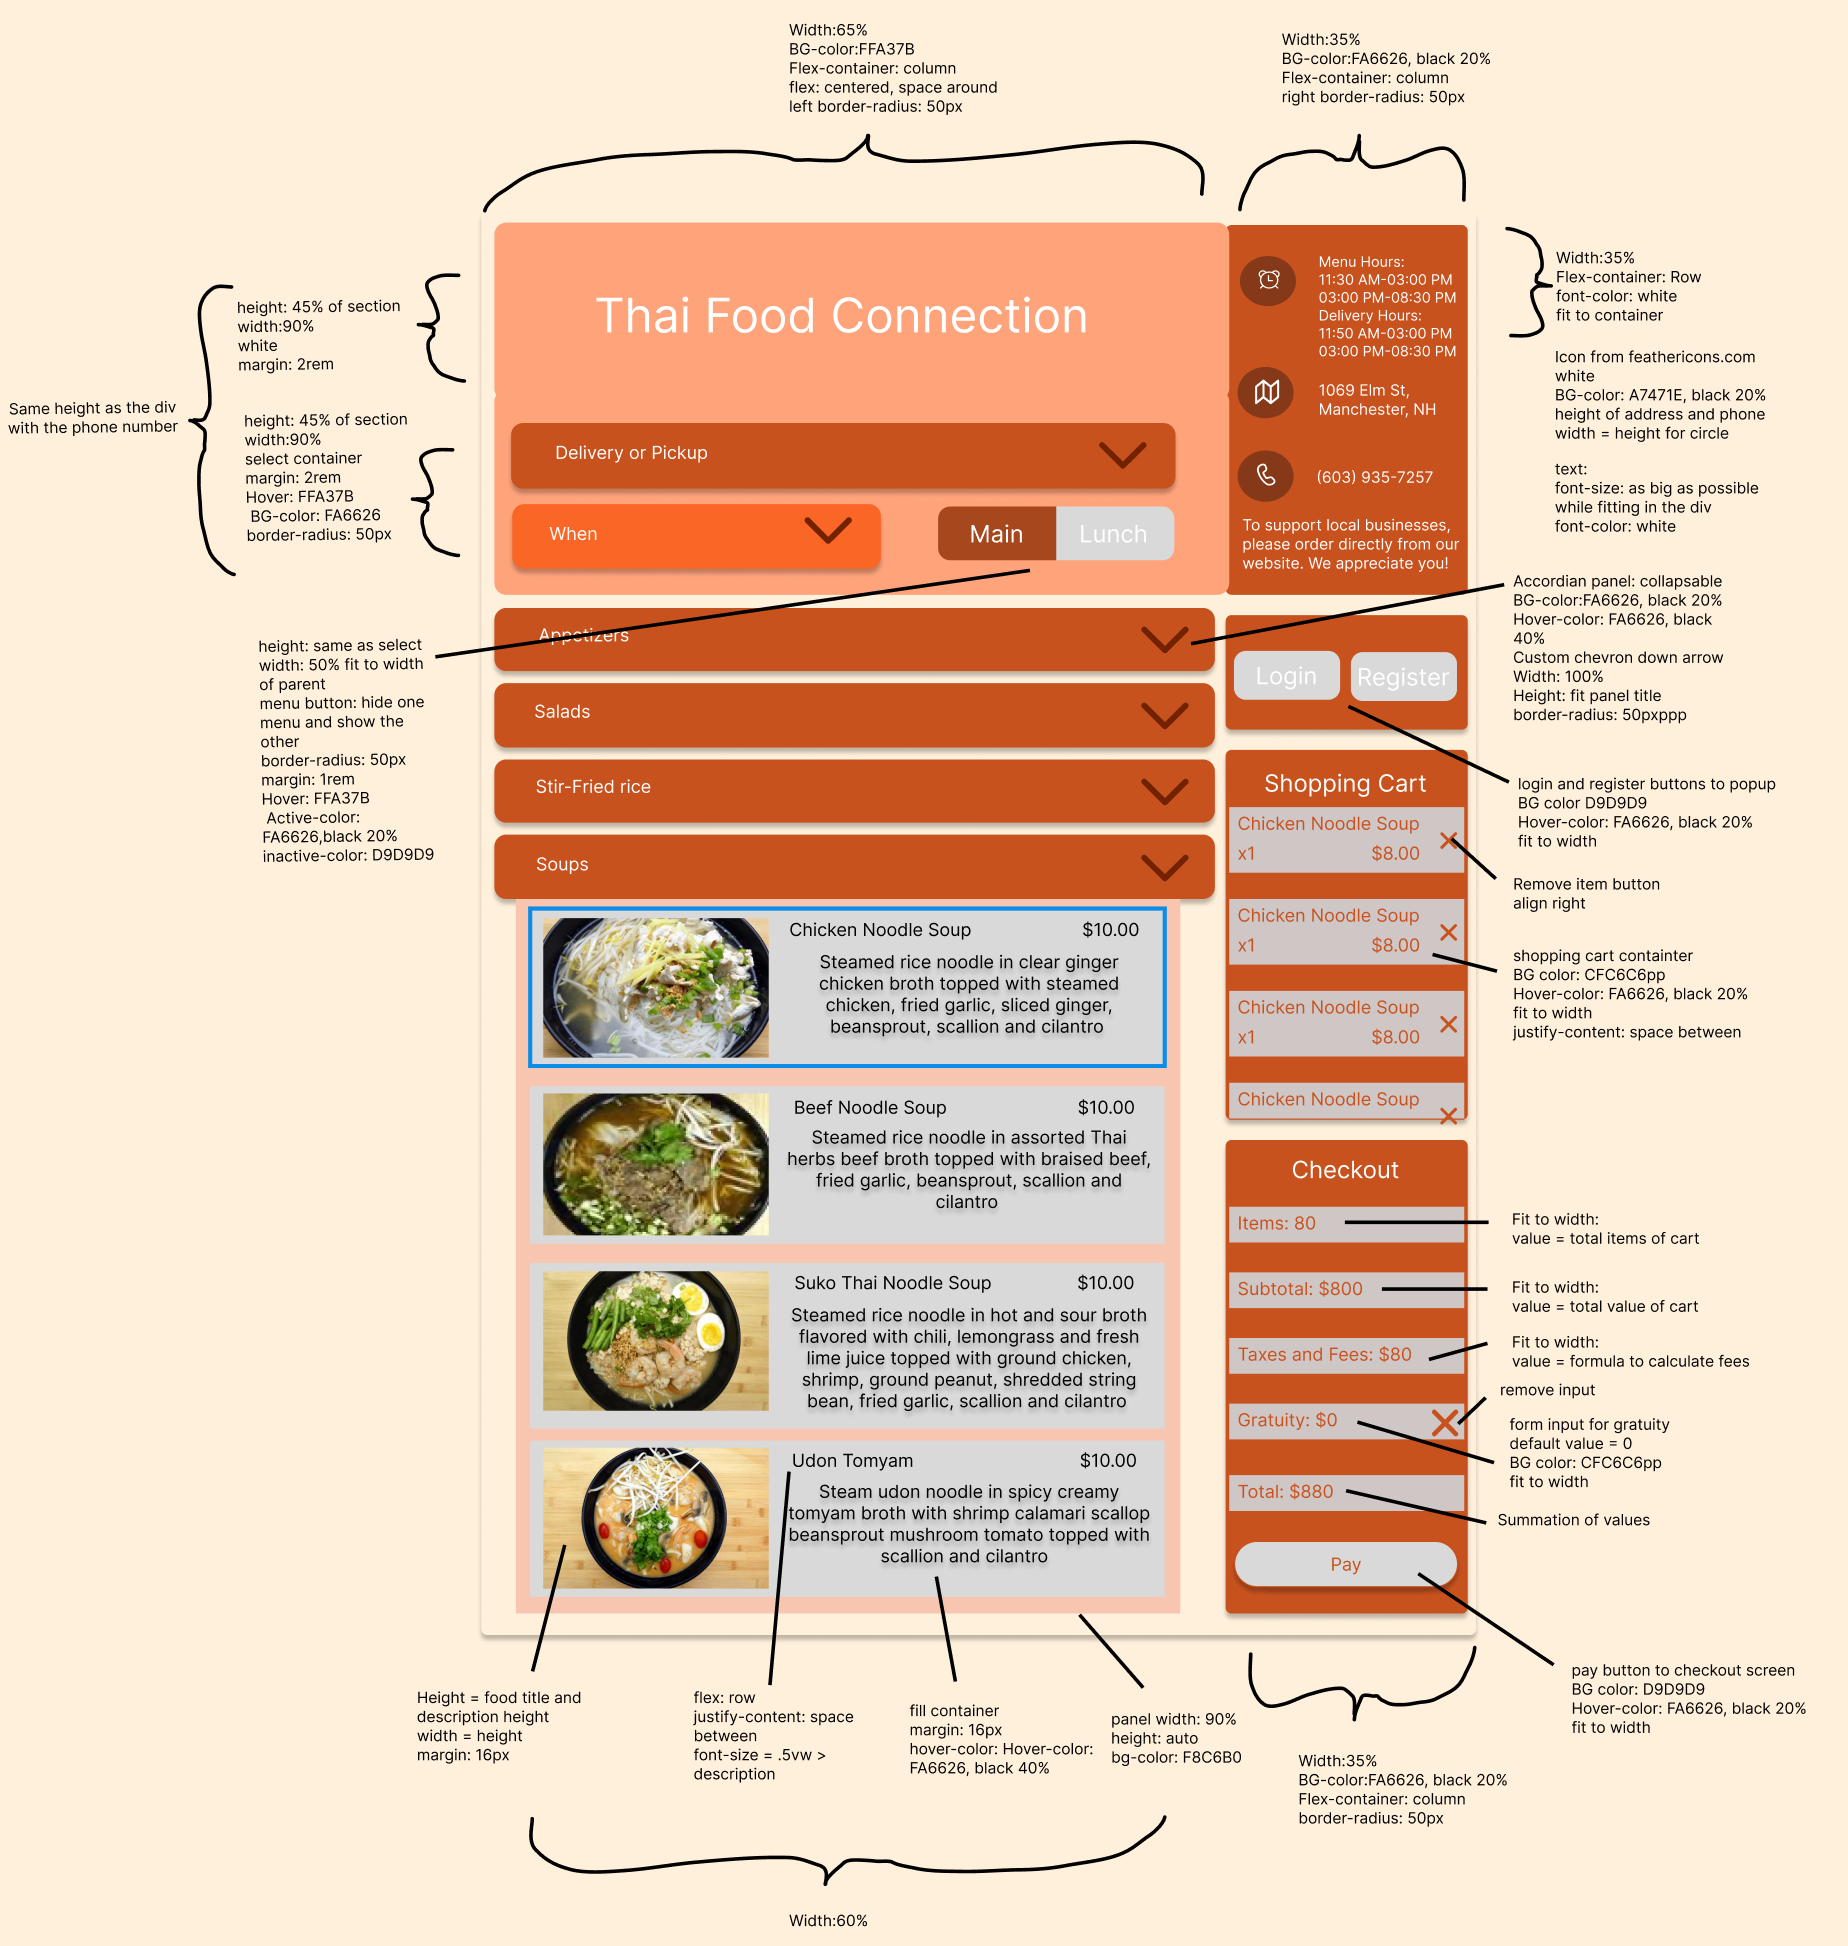 Width:65%
BG-color:FFA37B
Flex-container: column
flex: centered, space around
left border-radius: 50px
Width:35%
BG-color:FA6626, black 20%
Flex-container: column
right border-radius: 50px
height: 45% of section
width:90%
white
margin: 2rem
Same height as the div
with the phone number
height: 45% of section
width:90%
select container
margin: 2rem
Hover: FFA37B
BG-color: FA6626
border-radius: 50px
height: same as select
width: 50% fit to width
of parent
menu button: hide one
menu and show the
other
border-radius: 50px
margin: 1rem
Hover: FFA37B
Active-color:
FA6626,black 20%
inactive-color: D9D9D9
Thai Food Connection
Delivery or Pickup
When
Main
Lunch
Appetizers
Salads
Stir-Fried rice
Soups
Chicken Noodle Soup
$10.00
Steamed rice noodle in clear ginger
chicken broth topped with steamed
chicken, fried garlic, sliced ginger,
beansprout, scallion and cilantro
Beef Noodle Soup
$10.00
Steamed rice noodle in assorted Thai
herbs beef broth topped with braised beef,
fried garlic, beansprout, scallion and
cilantro
Suko Thai Noodle Soup
$10.00
Steamed rice noodle in hot and sour broth
flavored with chili, lemongrass and fresh
lime juice topped with ground chicken,
shrimp, ground peanut, shredded string
bean, fried garlic, scallion and cilantro
Udon Tomyam
$10.00
Steam udon noodle in spicy creamy
tomyam broth with shrimp calamari scallop
beansprout mushroom tomato topped with
scallion and cilantro
Menu Hours:
11:30 AM-03:00 PM
03:00 PM-08:30 PM
Delivery Hours:
11:50 AM-03:00 PM
03:00 PM-08:30 PM
1069 Elm St,
Manchester, NH
(603) 935-7257
To support local businesses,
please order directly from our
website. We appreciate you!
Login
Register
Shopping Cart
Chicken Noodle Soup
x1
$8.00
Chicken Noodle Soup
x1
$8.00
Chicken Noodle Soup
x1
$8.00
Chicken Noodle Soup
Checkout
Items: 80
Subtotal: $800
Taxes and Fees: $80
Gratuity: $0
Total: $880
Pay
Width:35%
Flex-container: Row
font-color: white
fit to container
Icon from feathericons.com
white
BG-color: A7471E, black 20%
height of address and phone
width = height for circle
text:
font-size: as big as possible
while fitting in the div
font-color: white
Accordian panel: collapsable
BG-color:FA6626, black 20%
Hover-color: FA6626, black
40%
Custom chevron down arrow
Width: 100%
Height: fit panel title
border-radius: 50pxppp
login and register buttons to popup
BG color D9D9D9
Hover-color: FA6626, black 20%
fit to width
Remove item button
align right
shopping cart containter
BG color: CFC6C6pp
Hover-color: FA6626, black 20%
fit to width
justify-content: space between
Fit to width:
value = total items of cart
Fit to width:
value = total value of cart
Fit to width:
value = formula to calculate fees
remove input
form input for gratuity
default value = 0
BG color: CFC6C6pp
fit to width
Summation of values
pay button to checkout screen
BG color: D9D9D9
Hover-color: FA6626, black 20%
fit to width
Height = food title and
description height
width = height
margin: 16px
flex: row
justify-content: space
between
font-size = .5vw >
description
fill container
margin: 16px
hover-color: Hover-color:
FA6626, black 40%
panel width: 90%
height: auto
bg-color: F8C6B0
Width:35%
BG-color:FA6626, black 20%
Flex-container: column
border-radius: 50px
Width:60%